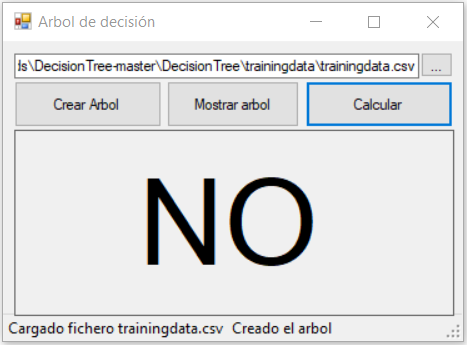 Arbol de decisión
ls\DecisionTree-master\DecisionTree\trainingdata\trainingdata.csv ...
Crear Arbol Mostrar arbol Calcular
NO
Cargado fichero trainingdata.csv Creado el arbol